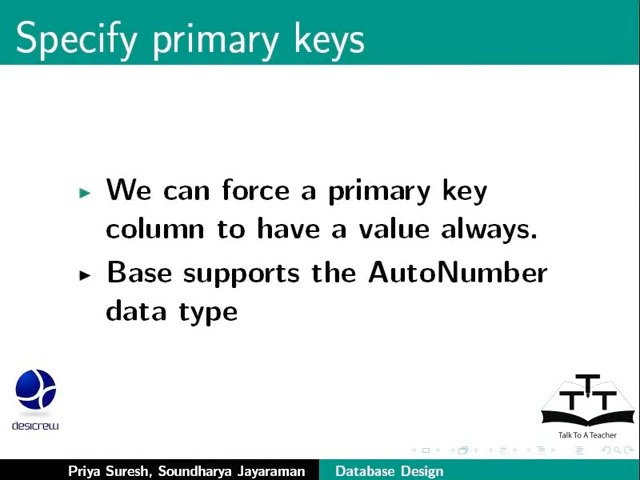 Specify primary keys
We can force a primary key
column to have a value always.
Base supports the AutoNumber
data type
desicrew
TTT
Talk To A Teacher
Priya Suresh, Soundharya Jayaraman Database Design